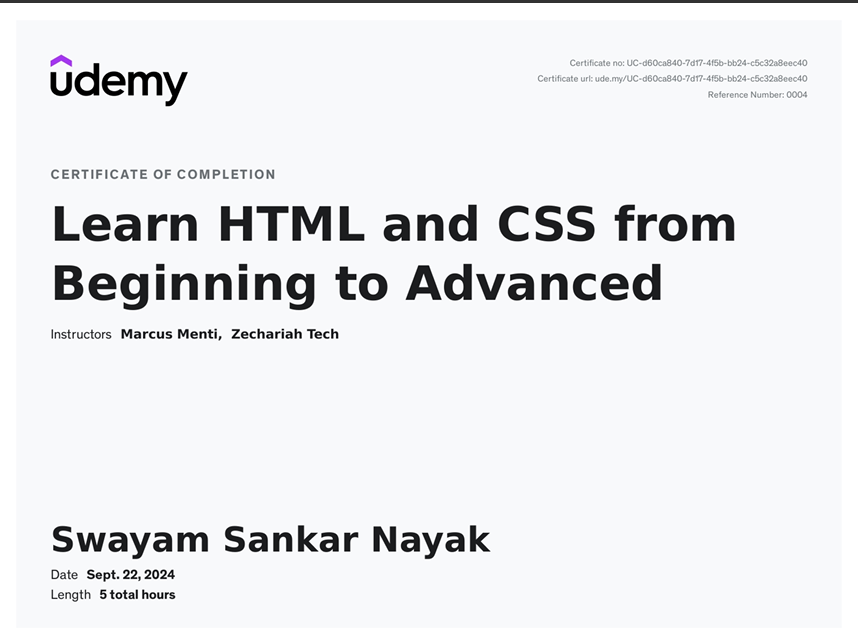 udemy
Certificate no: UC-d60ca840-7d17-4f5b-bb24-c5c32a8eec40
Certificate url: ude.my/UC-d60ca840-7d17-4f5b-bb24-c5c32a8eec40
Reference Number: 0004
CERTIFICATE OF COMPLETION
Learn HTML and CSS from
Beginning to Advanced
Instructors Marcus Menti, Zechariah Tech
Swayam Sankar Nayak
Date Sept. 22, 2024
Length 5 total hours